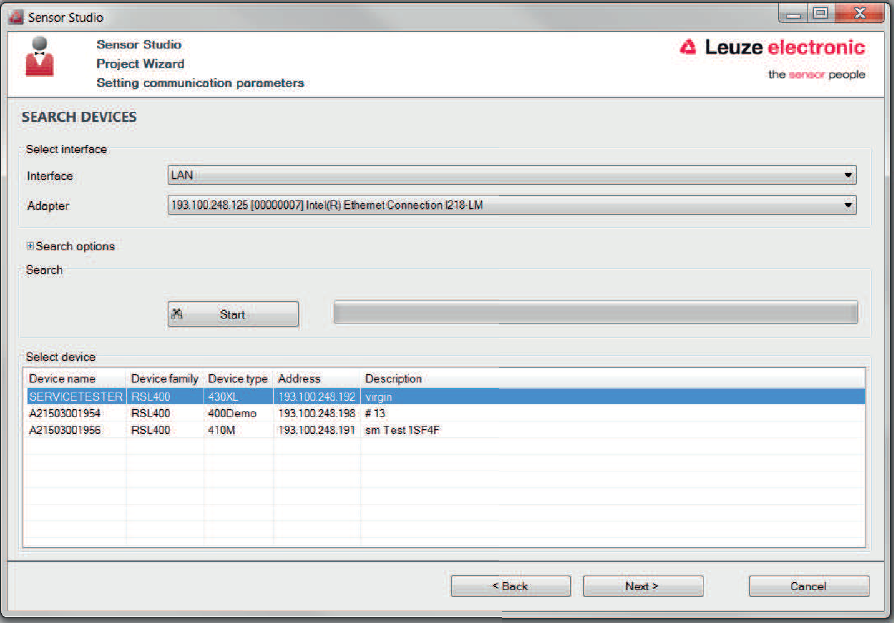 Sensor Studio
Sensor Studio
Project Wizard
Setting communication parameters
Leuze electronic
the sensor people
SEARCH DEVICES
Select interface
Interface LAN
Adapter 193.100.248.125 [00000007] Intel(R) Ethernet Connection I218-LM
Search options
Search
Start
Select device
Device name Device family Device type Address Description
SERVICETESTER RSL400 430XL 193.100.248.192 virgin
A21503001954 RSL400 400Demo 193.100.248.198 # 13
A21503001956 RSL400 410M 193.100.248.191 sm Test 1SF4F
< Back Next > Cancel